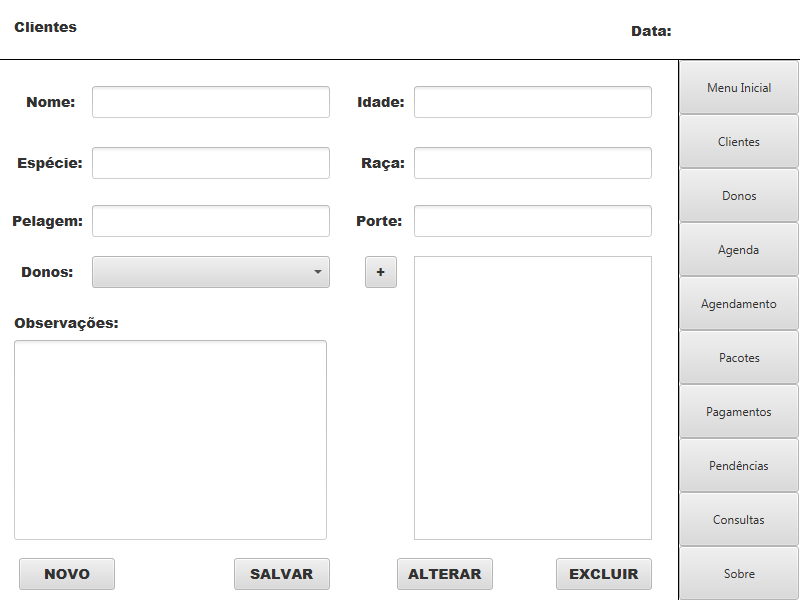 Clientes
Data:
Nome:
Idade:
Espécie:
Raça:
Pelagem:
Porte:
Donos:
+
Observações:
NOVO
SALVAR
ALTERAR
EXCLUIR
Menu Inicial
Clientes
Donos
Agenda
Agendamento
Pacotes
Pagamentos
Pendências
Consultas
Sobre